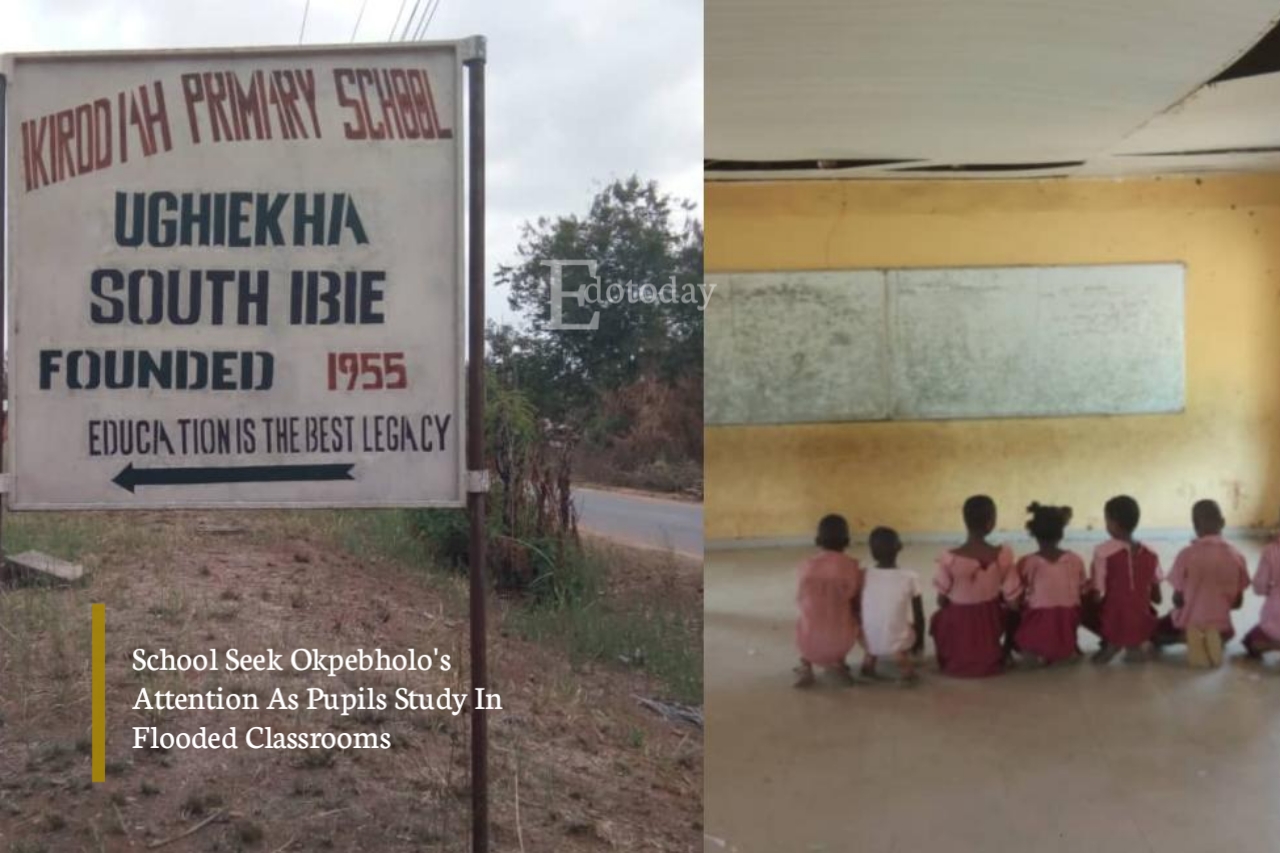 IKIRODIAH PRIMARY SCHOOL
UGHIEKHA
SOUTH IBIE
FOUNDED 1955
EDUCATION IS THE BEST LEGACY
Edotoday
School Seek Okpebholo's
Attention As Pupils Study In
Flooded Classrooms